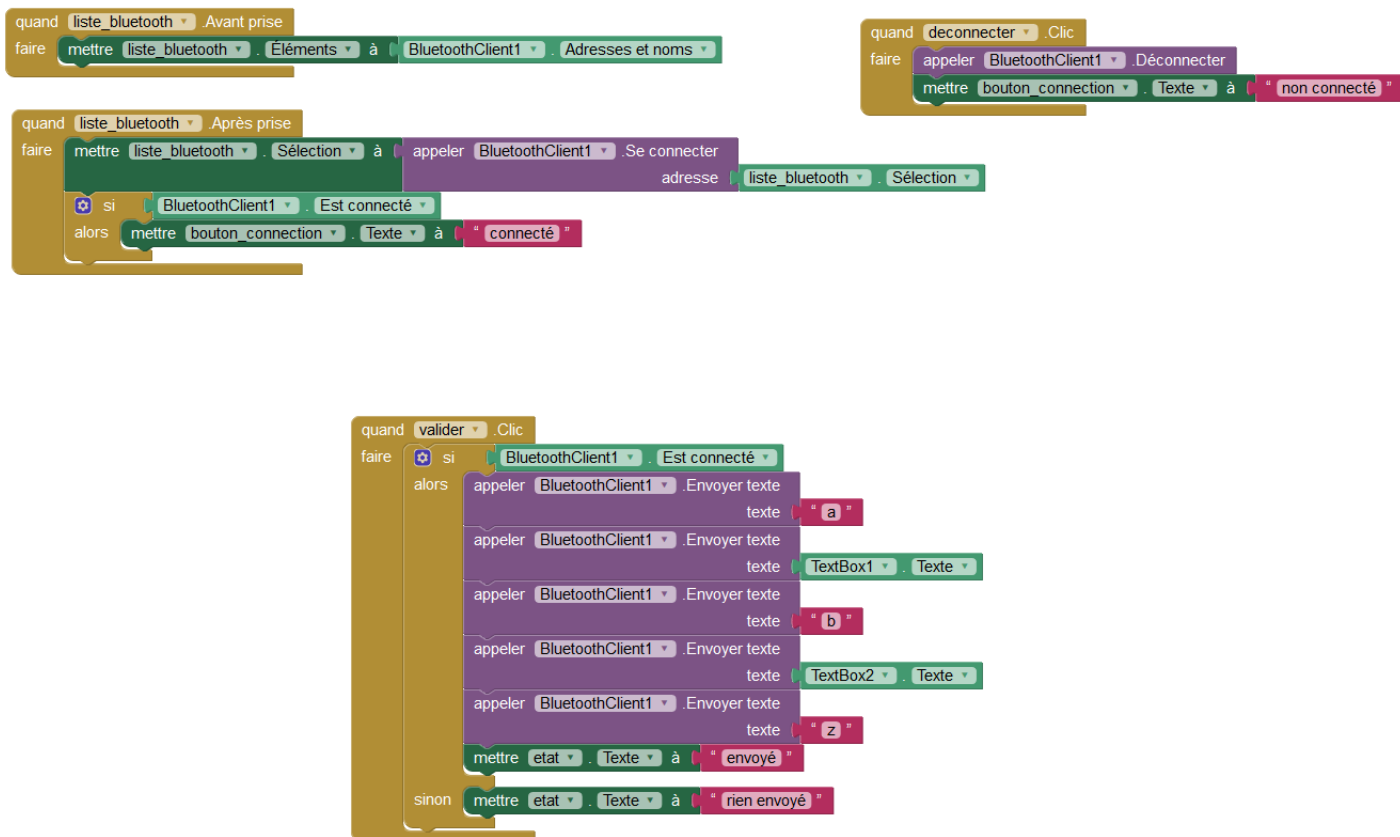 quand liste_bluetooth .Avant prise
faire mettre liste_bluetooth . Éléments à BluetoothClient1 . Adresses et noms
quand deconnecter .Clic
faire appeler BluetoothClient1 .Déconnecter
mettre bouton_connection . Texte à " non connecté "
quand liste_bluetooth .Après prise
faire mettre liste_bluetooth . Sélection à appeler BluetoothClient1 .Se connecter
adresse liste_bluetooth . Sélection
si BluetoothClient1 . Est connecté
alors mettre bouton_connection . Texte à " connecté "
quand valider .Clic
faire si BluetoothClient1 . Est connecté
alors appeler BluetoothClient1 .Envoyer texte
texte " a "
appeler BluetoothClient1 .Envoyer texte
texte TextBox1 . Texte
appeler BluetoothClient1 .Envoyer texte
texte " b "
appeler BluetoothClient1 .Envoyer texte
texte TextBox2 . Texte
appeler BluetoothClient1 .Envoyer texte
texte " z "
mettre etat . Texte à " envoyé "
sinon mettre etat . Texte à " rien envoyé "